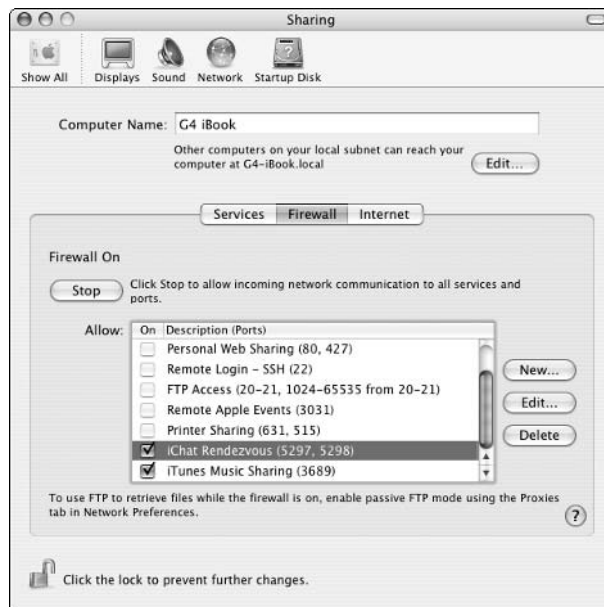 Sharing
Show All Displays Sound Network Startup Disk
Computer Name: G4 iBook
Other computers on your local subnet can reach your
computer at G4-iBook.local
Edit...
Services Firewall Internet
Firewall On
Stop
Click Stop to allow incoming network communication to all services and
ports.
Allow:
On Description (Ports)
Personal Web Sharing (80, 427)
Remote Login – SSH (22)
FTP Access (20-21, 1024-65535 from 20-21)
Remote Apple Events (3031)
Printer Sharing (631, 515)
iChat Rendezvous (5297, 5298)
iTunes Music Sharing (3689)
New...
Edit...
Delete
To use FTP to retrieve files while the firewall is on, enable passive FTP mode using the Proxies
tab in Network Preferences.
?
Click the lock to prevent further changes.